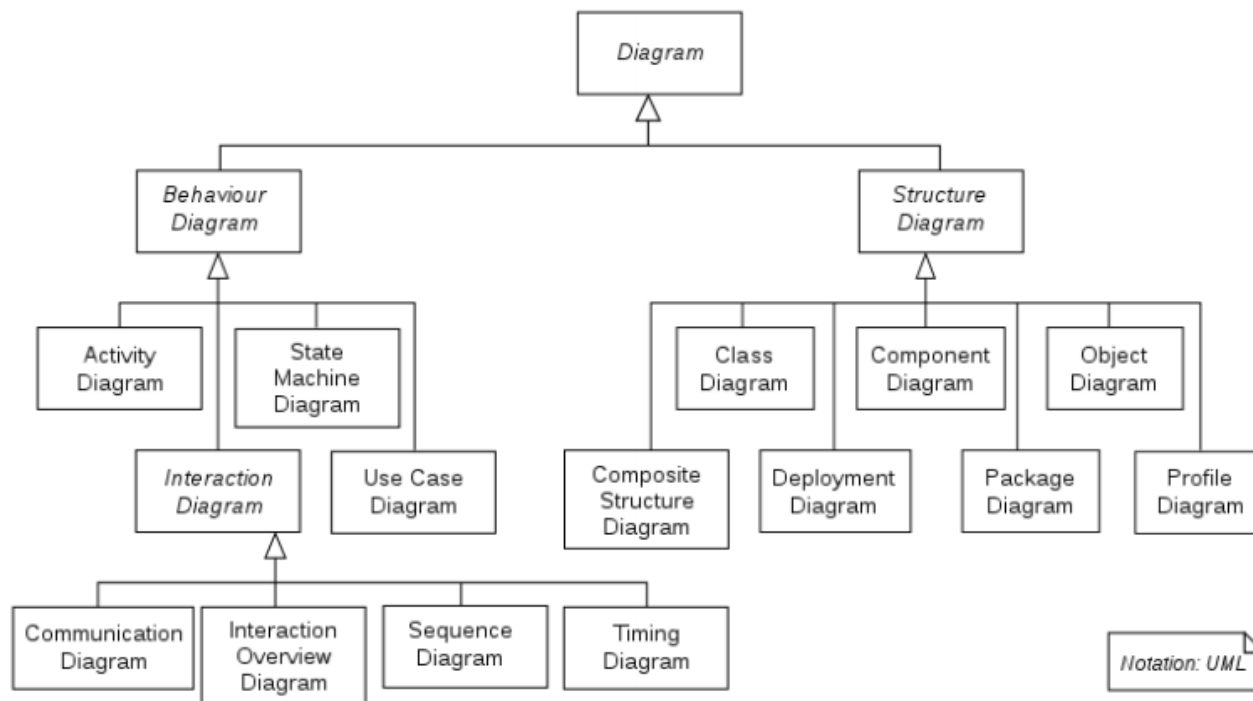 Diagram
Behaviour
Diagram
Structure
Diagram
Activity
Diagram
State
Machine
Diagram
Class
Diagram
Component
Diagram
Object
Diagram
Interaction
Diagram
Use Case
Diagram
Composite
Structure
Diagram
Deployment
Diagram
Package
Diagram
Profile
Diagram
Communication
Diagram
Interaction
Overview
Diagram
Sequence
Diagram
Timing
Diagram
Notation: UML